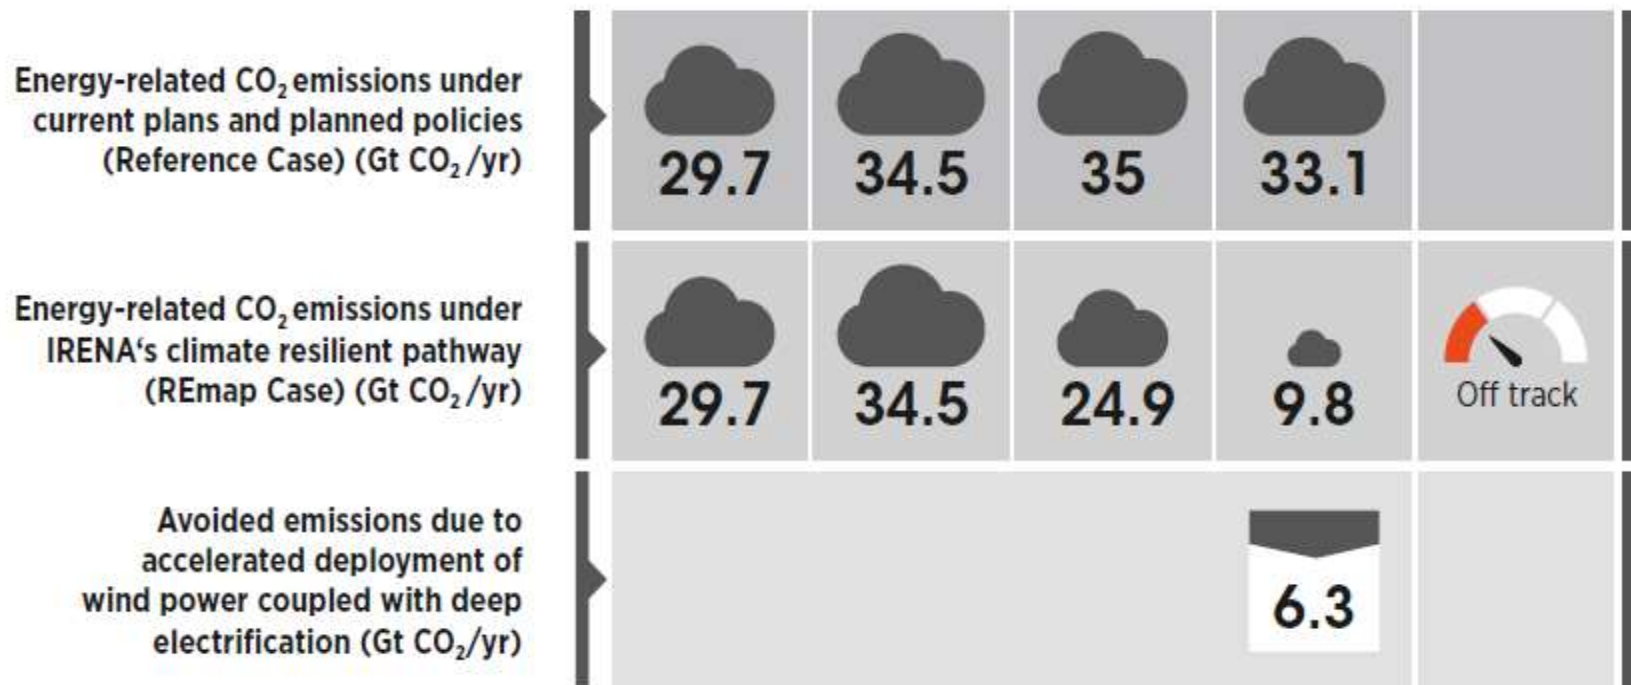 Energy-related CO₂ emissions under
current plans and planned policies
(Reference Case) (Gt CO₂/yr)
29.7 34.5 35 33.1
Energy-related CO₂ emissions under
IRENA‘s climate resilient pathway
(REmap Case) (Gt CO₂/yr)
29.7 34.5 24.9 9.8 Off track
Avoided emissions due to
accelerated deployment of
wind power coupled with deep
electrification (Gt CO₂/yr)
6.3